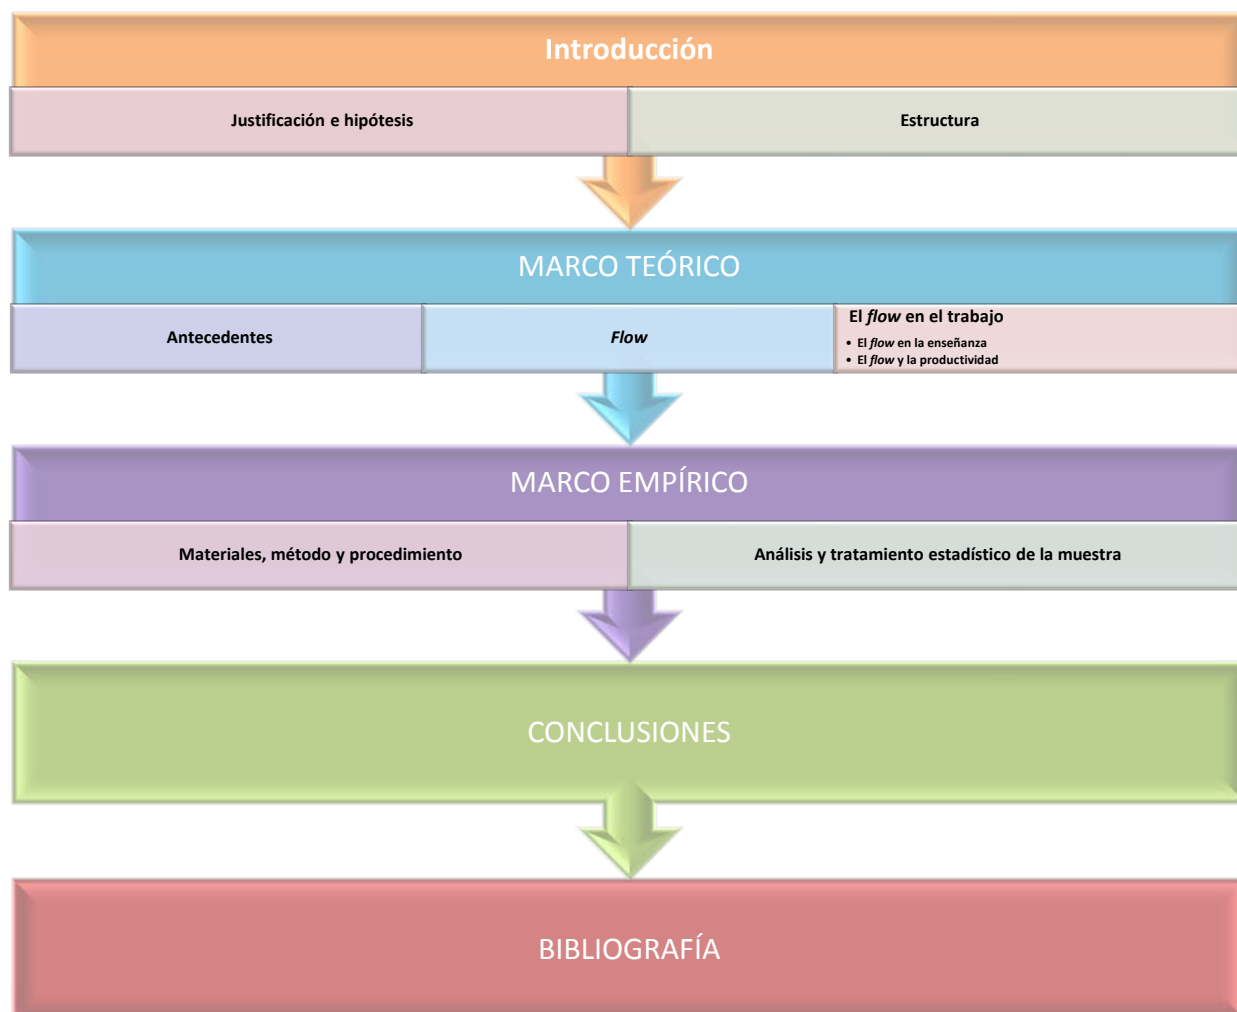 Introducción
Justificación e hipótesis
Estructura
MARCO TEÓRICO
Antecedentes
Flow
El flow en el trabajo
• El flow en la enseñanza
• El flow y la productividad
MARCO EMPÍRICO
Materiales, método y procedimiento
Análisis y tratamiento estadístico de la muestra
CONCLUSIONES
BIBLIOGRAFÍA